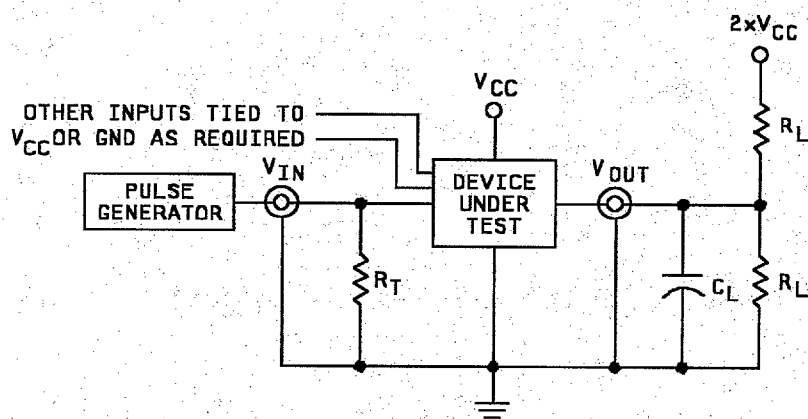 2xVCC
VCC
OTHER INPUTS TIED TO
VCC OR GND AS REQUIRED
RL
VIN
VOUT
PULSE
GENERATOR
DEVICE
UNDER
TEST
RT
CL
RL